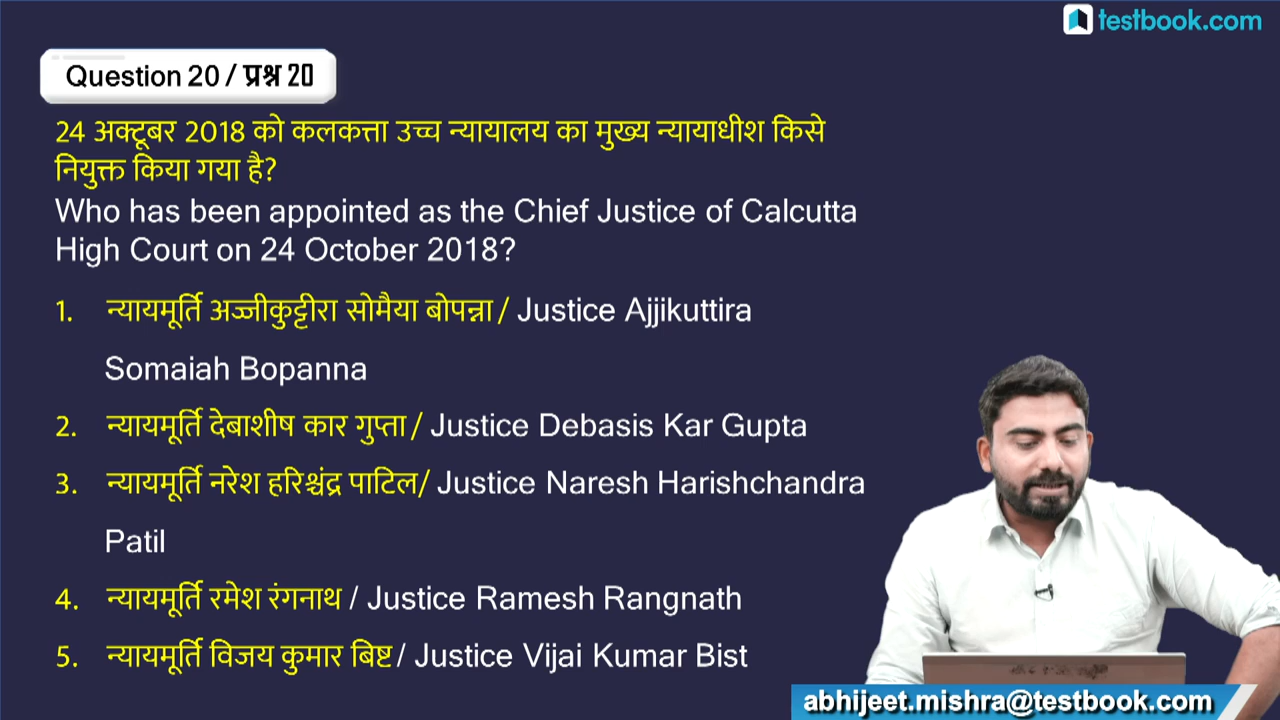 testbook.com
Question 20 / प्रश्न 20
24 अक्टूबर 2018 को कलकत्ता उच्च न्यायालय का मुख्य न्यायाधीश किसे
नियुक्त किया गया है?
Who has been appointed as the Chief Justice of Calcutta
High Court on 24 October 2018?
1. न्यायमूर्ति अज्जीकुट्टीरा सोमैया बोपन्ना / Justice Ajjikuttira
Somaiah Bopanna
2. न्यायमूर्ति देबाशीष कार गुप्ता / Justice Debasis Kar Gupta
3. न्यायमूर्ति नरेश हरिश्चंद्र पाटिल/ Justice Naresh Harishchandra
Patil
4. न्यायमूर्ति रमेश रंगनाथ / Justice Ramesh Rangnath
5. न्यायमूर्ति विजय कुमार बिष्ट / Justice Vijai Kumar Bist
abhijeet.mishra@testbook.com